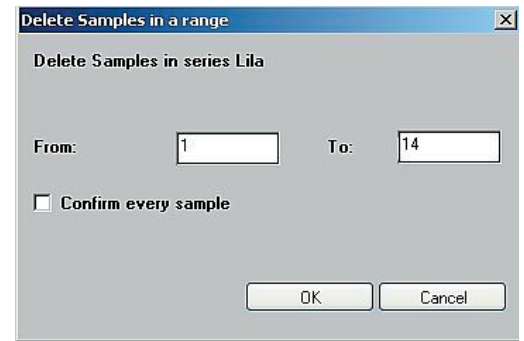 Delete Samples in a range
Delete Samples in series Lila
From: 1 To: 14
Confirm every sample
OK Cancel